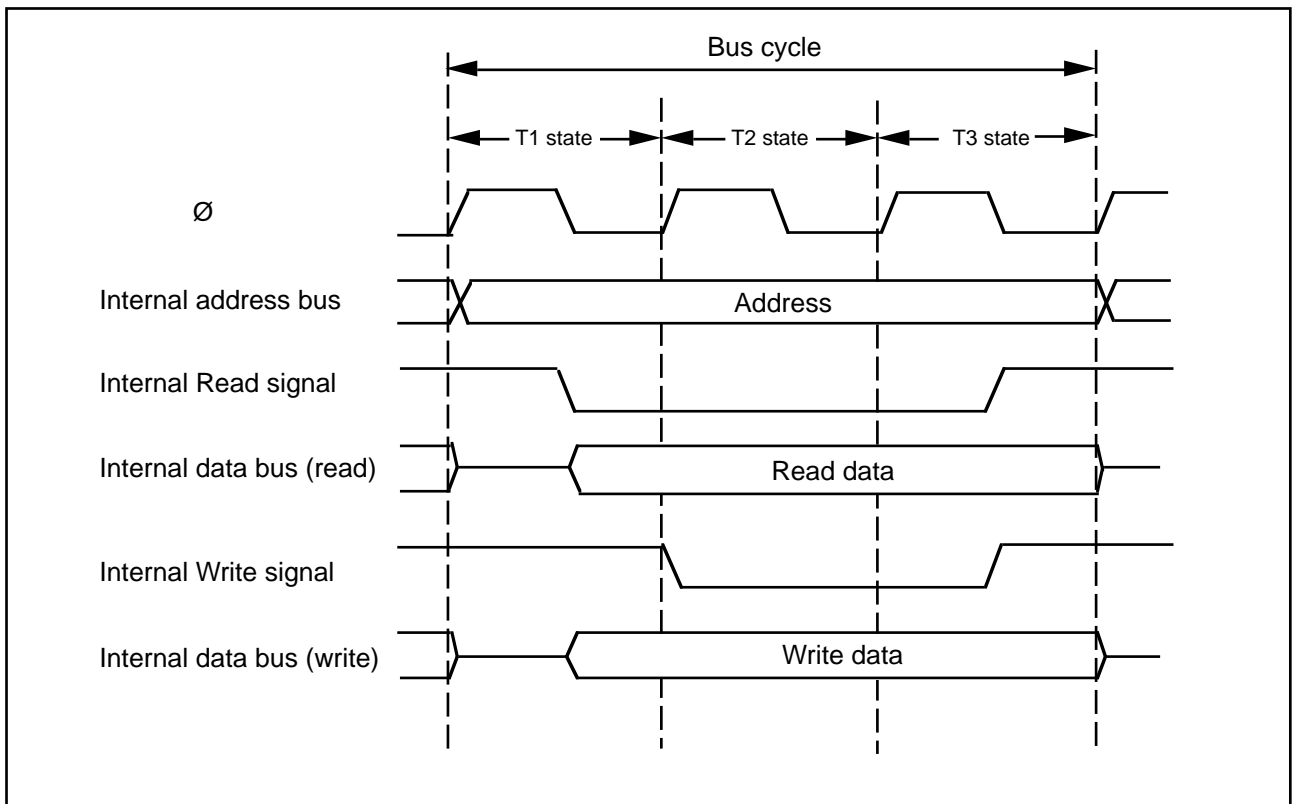 Bus cycle
T1 state T2 state T3 state
Ø
Internal address bus Address
Internal Read signal
Internal data bus (read) Read data
Internal Write signal
Internal data bus (write) Write data